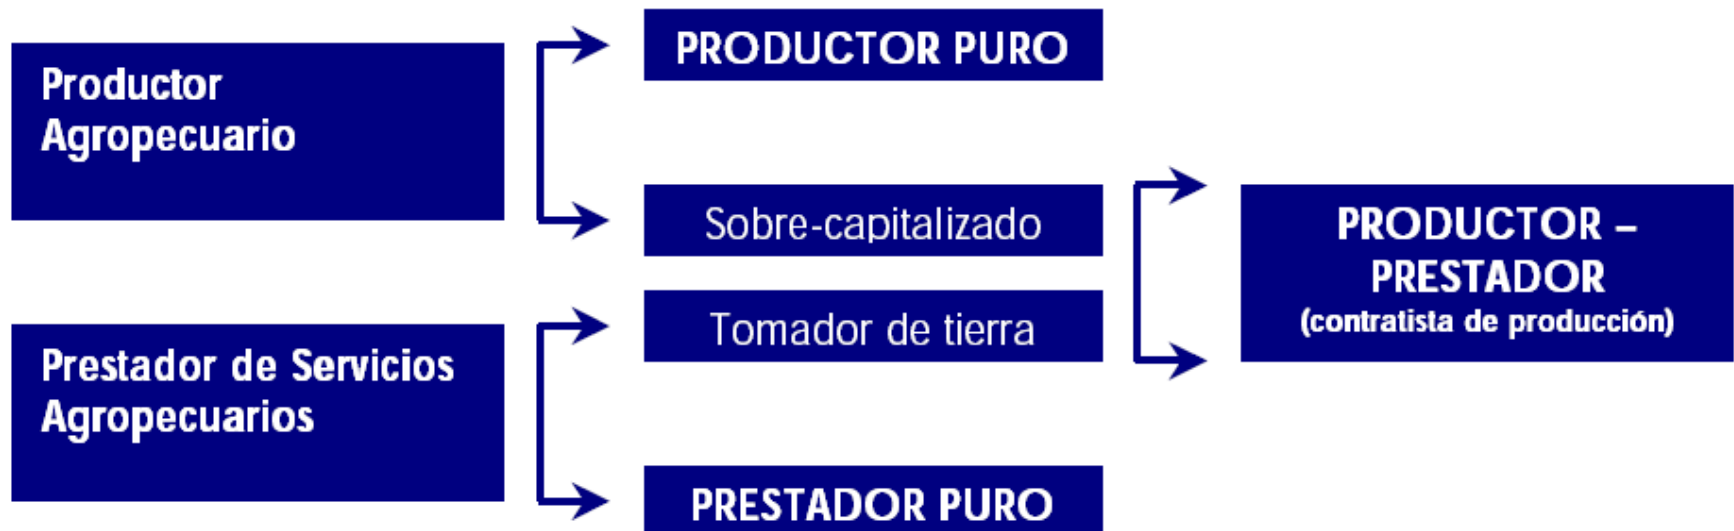 Productor
Agropecuario
PRODUCTOR PURO
Sobre-capitalizado
Prestador de Servicios
Agropecuarios
Tomador de tierra
PRESTADOR PURO
PRODUCTOR –
PRESTADOR
(contratista de producción)